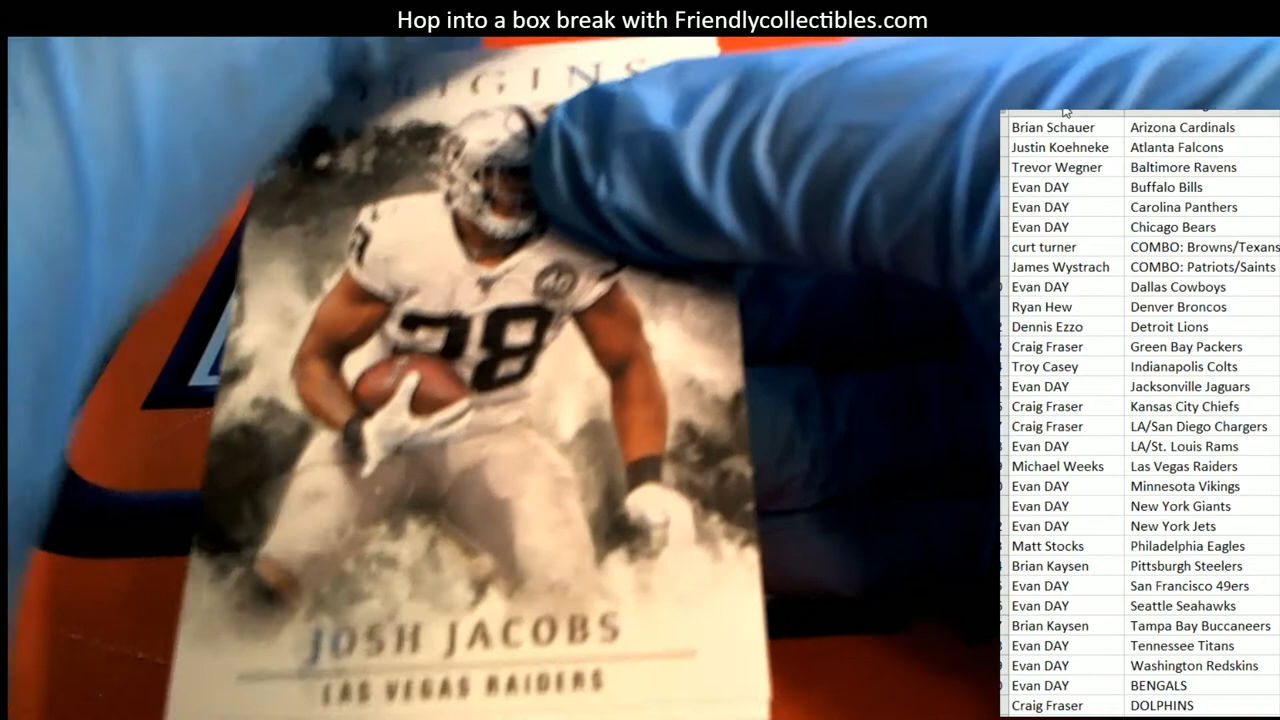 Hop into a box break with Friendlycollectibles.com
RIGINS
28
JOSH JACOBS
LAS VEGAS RAIDERS
Brian Schauer Arizona Cardinals
Justin Koehneke Atlanta Falcons
Trevor Wegner Baltimore Ravens
Evan DAY Buffalo Bills
Evan DAY Carolina Panthers
Evan DAY Chicago Bears
curt turner COMBO: Browns/Texans
James Wystrach COMBO: Patriots/Saints
Evan DAY Dallas Cowboys
Ryan Hew Denver Broncos
Dennis Ezzo Detroit Lions
Craig Fraser Green Bay Packers
Troy Casey Indianapolis Colts
Evan DAY Jacksonville Jaguars
Craig Fraser Kansas City Chiefs
Craig Fraser LA/San Diego Chargers
Evan DAY LA/St. Louis Rams
Michael Weeks Las Vegas Raiders
Evan DAY Minnesota Vikings
Evan DAY New York Giants
Evan DAY New York Jets
Matt Stocks Philadelphia Eagles
Brian Kaysen Pittsburgh Steelers
Evan DAY San Francisco 49ers
Evan DAY Seattle Seahawks
Brian Kaysen Tampa Bay Buccaneers
Evan DAY Tennessee Titans
Evan DAY Washington Redskins
Evan DAY BENGALS
Craig Fraser DOLPHINS